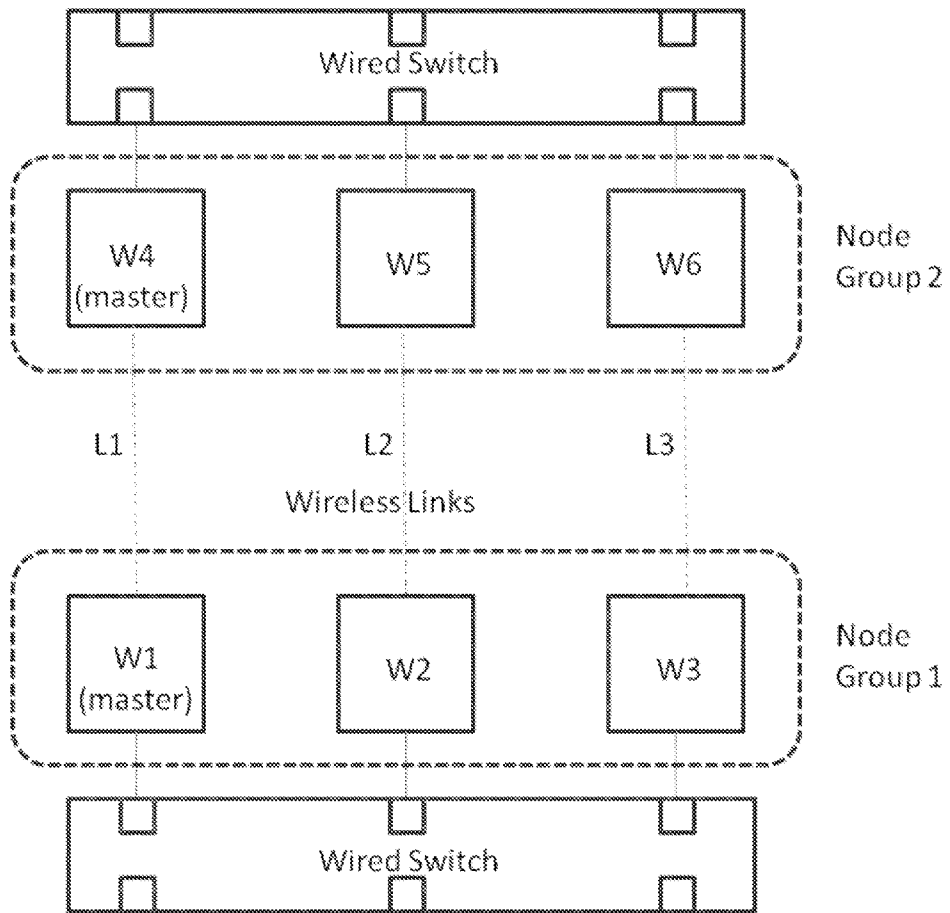 Wired Switch
W4
(master)
W5
W6
Node
Group 2
L1
L2
L3
Wireless Links
W1
(master)
W2
W3
Node
Group 1
Wired Switch